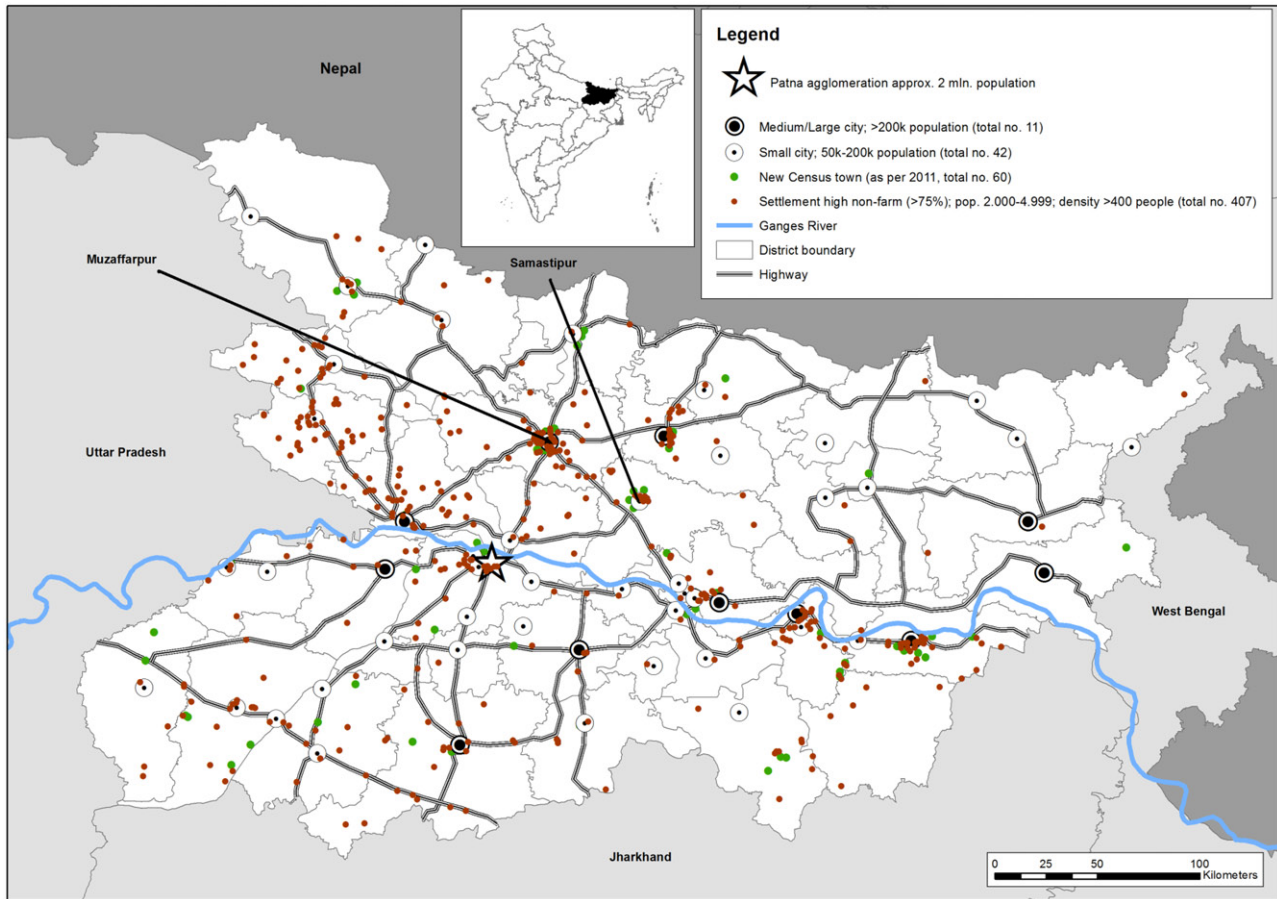 Nepal
Legend
Patna agglomeration approx. 2 mln. population
Medium/Large city; >200k population (total no. 11)
Small city; 50k-200k population (total no. 42)
New Census town (as per 2011, total no. 60)
Settlement high non-farm (>75%); pop. 2.000-4.999; density >400 people (total no. 407)
Ganges River
District boundary
Highway
Muzaffarpur
Samastipur
Uttar Pradesh
West Bengal
Jharkhand
0 25 50 100
Kilometers